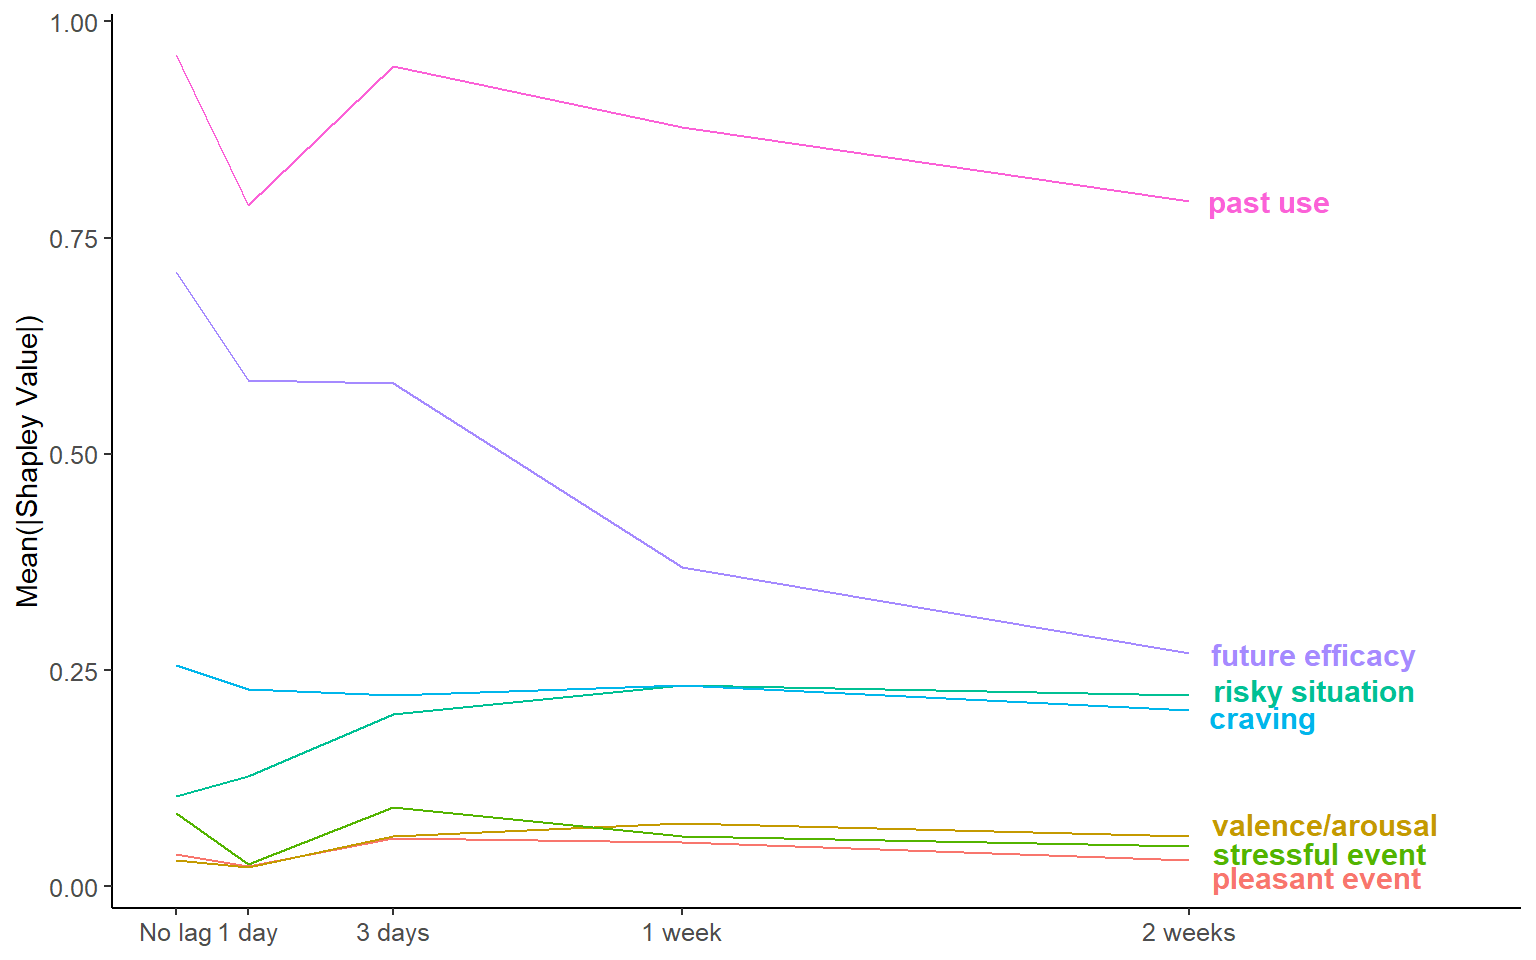 1.00
0.75
0.50
0.25
0.00
Mean(|Shapley Value|)
past use
future efficacy
risky situation
craving
valence/arousal
stressful event
pleasant event
No lag 1 day 3 days 1 week 2 weeks